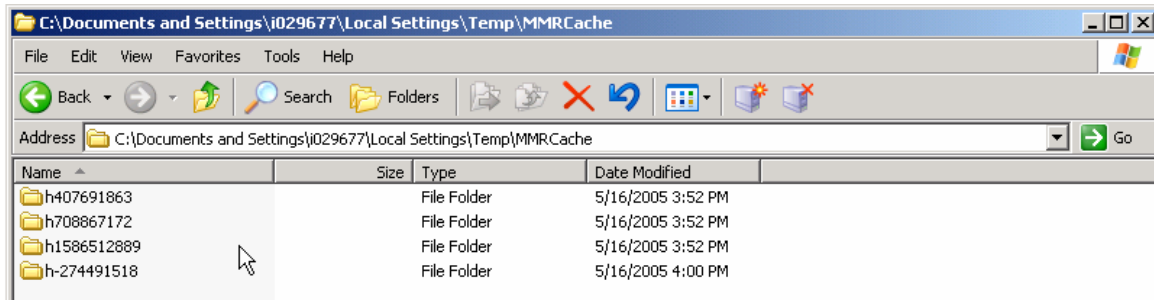 C:\Documents and Settings\i029677\Local Settings\Temp\MMRCache
File Edit View Favorites Tools Help
Back Search Folders
Address C:\Documents and Settings\i029677\Local Settings\Temp\MMRCache Go
Name Size Type Date Modified
h407691863 File Folder 5/16/2005 3:52 PM
h708867172 File Folder 5/16/2005 3:52 PM
h1586512889 File Folder 5/16/2005 3:52 PM
h-274491518 File Folder 5/16/2005 4:00 PM